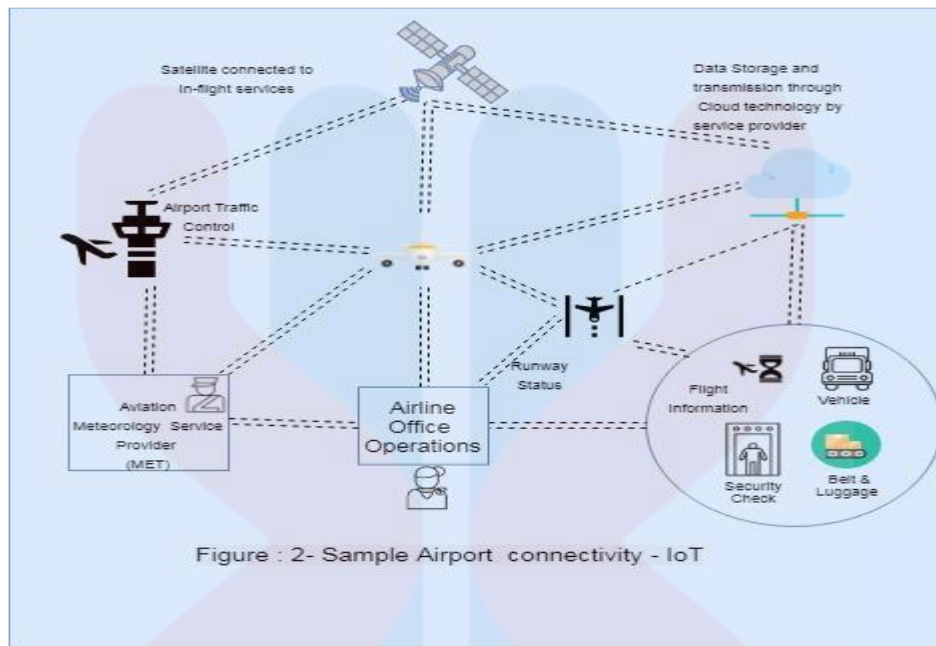 Satellite connected to
In-flight services
Data Storage and
transmission through
Cloud technology by
service provider
Airport Traffic
Control
Runway
Status
Flight
Information
Vehicle
Aviation
Meteorology Service
Provider
(MET)
Airline
Office
Operations
Security
Check
Belt &
Luggage
Figure : 2- Sample Airport connectivity - IoT